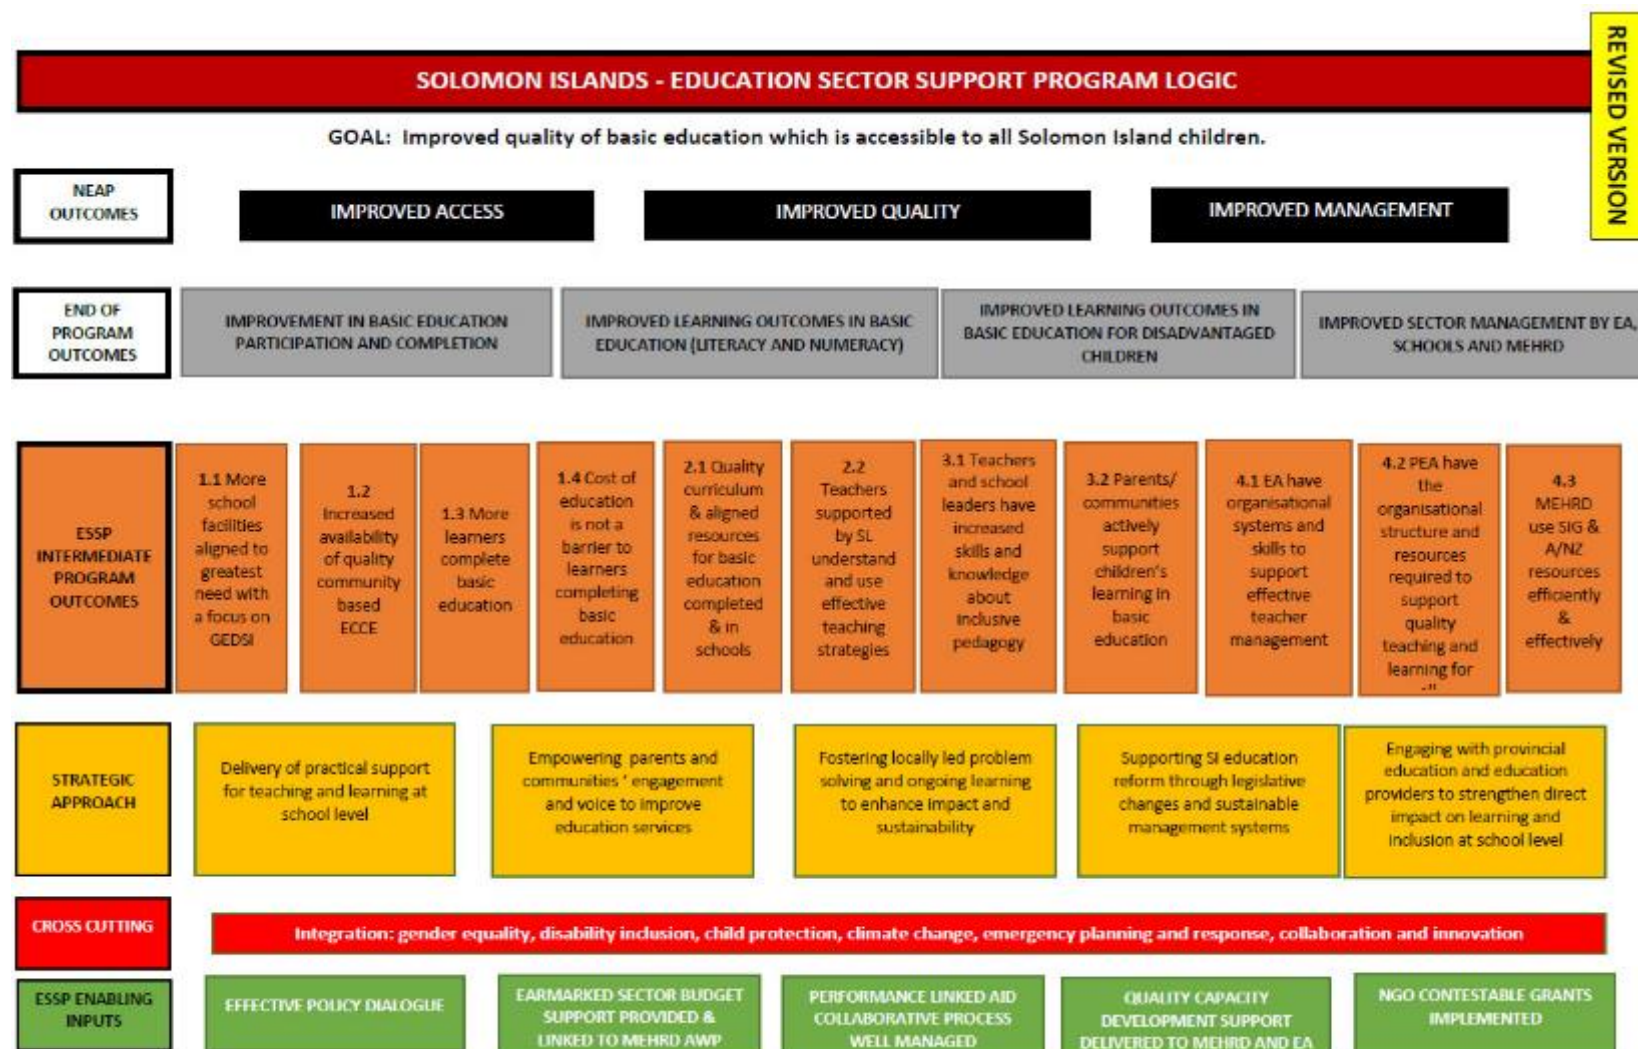 REVISED VERSION
SOLOMON ISLANDS - EDUCATION SECTOR SUPPORT PROGRAM LOGIC
GOAL: Improved quality of basic education which is accessible to all Solomon Island children.
NEAP
OUTCOMES
IMPROVED ACCESS
IMPROVED QUALITY
IMPROVED MANAGEMENT
END OF
PROGRAM
OUTCOMES
IMPROVEMENT IN BASIC EDUCATION
PARTICIPATION AND COMPLETION
IMPROVED LEARNING OUTCOMES IN BASIC
EDUCATION (LITERACY AND NUMERACY)
IMPROVED LEARNING OUTCOMES IN
BASIC EDUCATION FOR DISADVANTAGED
CHILDREN
IMPROVED SECTOR MANAGEMENT BY EA,
SCHOOLS AND MEHRD
ESSP
INTERMEDIATE
PROGRAM
OUTCOMES
1.1 More
school
facilities
aligned to
greatest
need with
a focus on
GEDSI
1.2
Increased
availability
of quality
community
based
ECCE
1.3 More
learners
complete
basic
education
1.4 Cost of
education
is not a
barrier to
learners
completing
basic
education
2.1 Quality
curriculum
& aligned
resources
for basic
education
completed
& in
schools
2.2
Teachers
supported
by SL
understand
and use
effective
teaching
strategies
3.1 Teachers
and school
leaders have
increased
skills and
knowledge
about
inclusive
pedagogy
3.2 Parents/
communities
actively
support
children's
learning in
basic
education
4.1 EA have
organisational
systems and
skills to
support
effective
teacher
management
4.2 PEA have
the
organisational
structure and
resources
required to
support
quality
teaching and
learning for
4.3
MEHRD
use SIG &
A/NZ
resources
efficiently
&
effectively
STRATEGIC
APPROACH
Delivery of practical support
for teaching and learning at
school level
Empowering parents and
communities ' engagement
and voice to improve
education services
Fostering locally led problem
solving and ongoing learning
to enhance impact and
sustainability
Supporting SI education
reform through legislative
changes and sustainable
management systems
Engaging with provincial
education and education
providers to strengthen direct
impact on learning and
inclusion at school level
CROSS CUTTING
Integration: gender equality, disability inclusion, child protection, climate change, emergency planning and response, collaboration and innovation
ESSP ENABLING
INPUTS
EFFECTIVE POLICY DIALOGUE
EARMARKED SECTOR BUDGET
SUPPORT PROVIDED &
LINKED TO MEHRD AWP
PERFORMANCE LINKED AID
COLLABORATIVE PROCESS
WELL MANAGED
QUALITY CAPACITY
DEVELOPMENT SUPPORT
DELIVERED TO MEHRD AND EA
NGO CONTESTABLE GRANTS
IMPLEMENTED